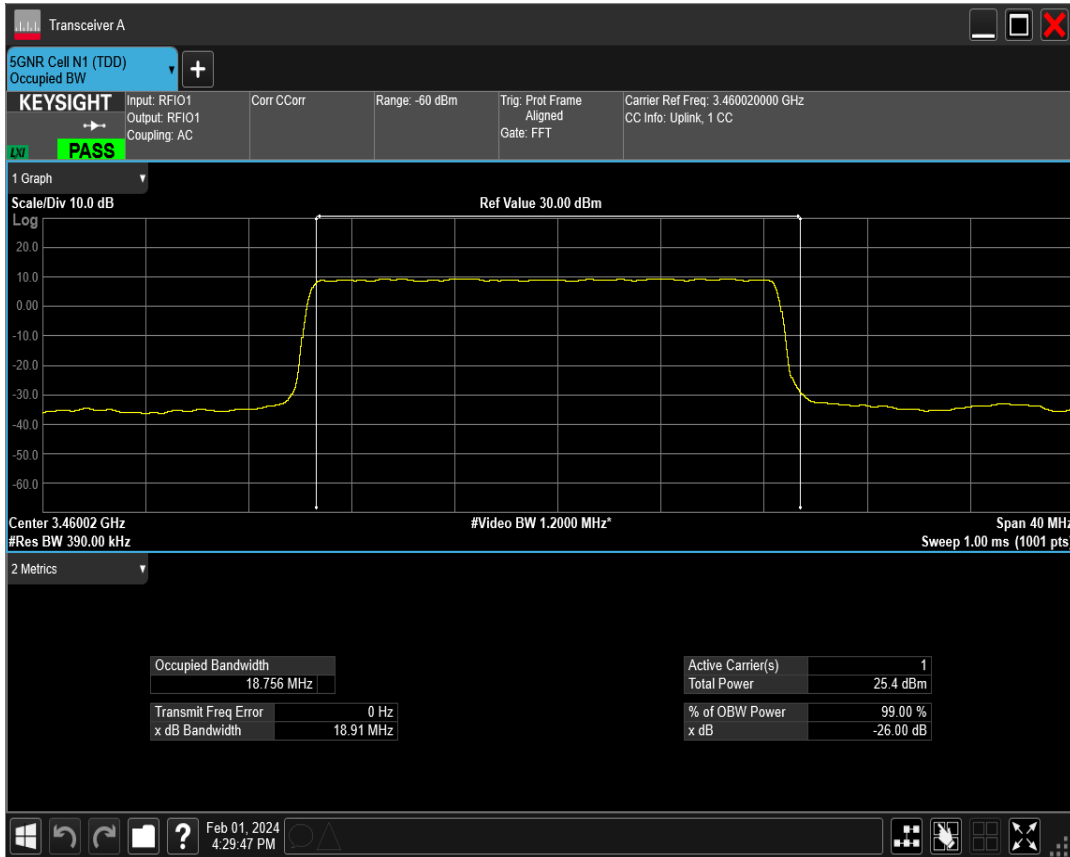 Transceiver A
5GNR Cell N1 (TDD)
Occupied BW
+
KEYSIGHT
LXI
PASS
Input: RFIO1
Output: RFIO1
Coupling: AC
Corr CCorr
Range: -60 dBm
Trig: Prot Frame
Aligned
Gate: FFT
Carrier Ref Freq: 3.460020000 GHz
CC Info: Uplink, 1 CC
1 Graph
Scale/Div 10.0 dB
Ref Value 30.00 dBm
Log
20.0
10.0
0.00
-10.0
-20.0
-30.0
-40.0
-50.0
-60.0
Center 3.46002 GHz
#Video BW 1.2000 MHz*
Span 40 MHz
#Res BW 390.00 kHz
Sweep 1.00 ms (1001 pts)
2 Metrics
Occupied Bandwidth
18.756 MHz
Transmit Freq Error 0 Hz
x dB Bandwidth 18.91 MHz
Active Carrier(s) 1
Total Power 25.4 dBm
% of OBW Power 99.00 %
x dB -26.00 dB
?
Feb 01, 2024
4:29:47 PM